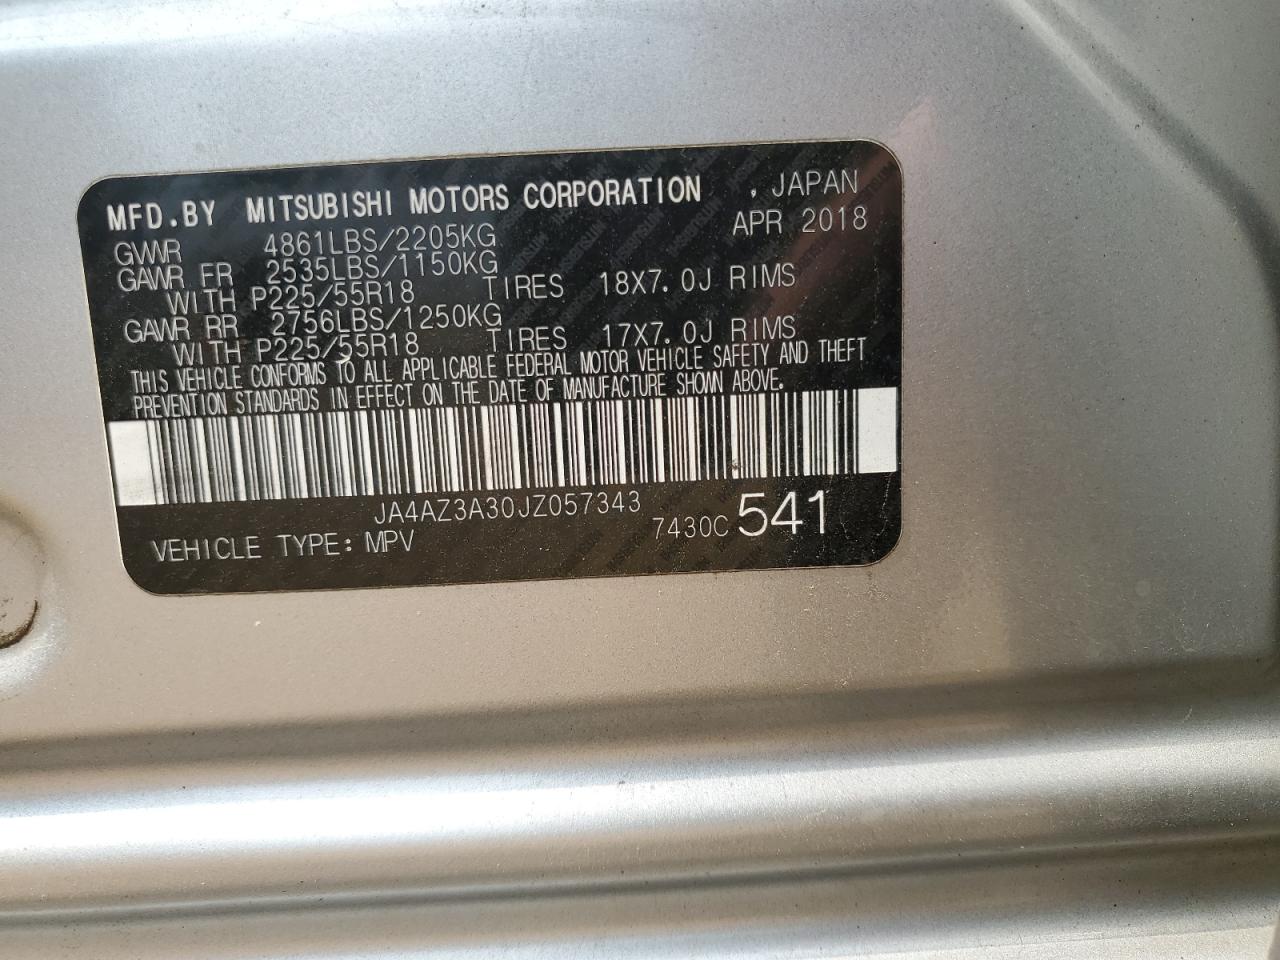 MFD.BY MITSUBISHI MOTORS CORPORATION , JAPAN
GWWR 4861LBS/2205KG APR 2018
GAWR FR 2535LBS/1150KG
WITH P225/55R18 TIRES 18X7.0J RIMS
GAWR RR 2756LBS/1250KG
WITH P225/55R18 TIRES 17X7.0J RIMS
THIS VEHICLE CONFORMS TO ALL APPLICABLE FEDERAL MOTOR VEHICLE SAFETY AND THEFT
PREVENTION STANDARDS IN EFFECT ON THE DATE OF MANUFACTURE SHOWN ABOVE.
JA4AZ3A30JZ057343
7430C 541
VEHICLE TYPE: MPV